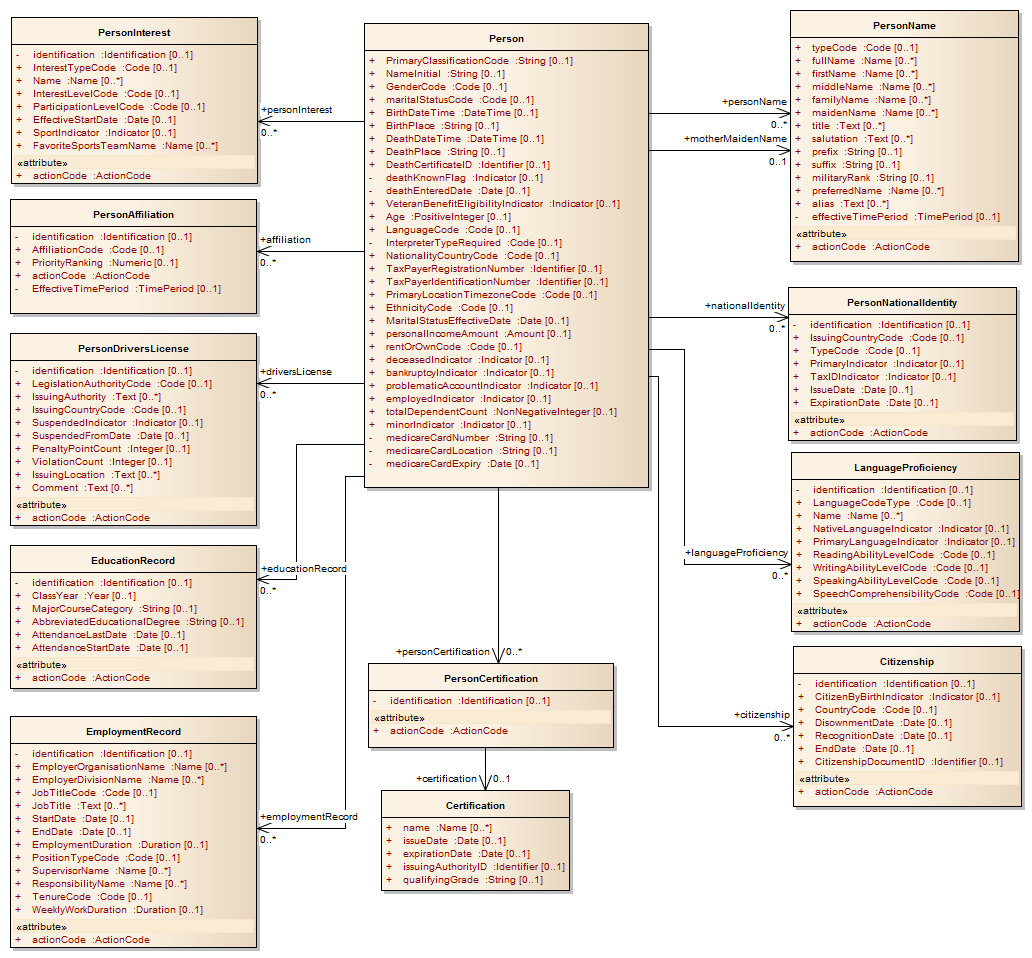 PersonInterest
- identification :Identification [0..1]
+ InterestTypeCode :Code [0..1]
+ Name :Name [0..*]
+ InterestLevelCode :Code [0..1]
+ ParticipationLevelCode :Code [0..1]
+ EffectiveStartDate :Date [0..1]
+ SportIndicator :Indicator [0..1]
+ FavoriteSportsTeamName :Name [0..*]
«attribute»
+ actionCode :ActionCode
+personInterest
0..*
PersonAffiliation
- identification :Identification [0..1]
+ AffiliationCode :Code [0..1]
+ PriorityRanking :Numeric [0..1]
+ actionCode :ActionCode
- EffectiveTimePeriod :TimePeriod [0..1]
+affiliation
0..*
PersonDriversLicense
- identification :Identification [0..1]
+ LegislationAuthorityCode :Code [0..1]
+ IssuingAuthority :Text [0..*]
+ IssuingCountryCode :Code [0..1]
+ SuspendedIndicator :Indicator [0..1]
+ SuspendedFromDate :Date [0..1]
+ PenaltyPointCount :Integer [0..1]
+ ViolationCount :Integer [0..1]
+ IssuingLocation :Text [0..*]
+ Comment :Text [0..*]
«attribute»
+ actionCode :ActionCode
+driversLicense
0..*
EducationRecord
- identification :Identification [0..1]
+ ClassYear :Year [0..1]
+ MajorCourseCategory :String [0..1]
+ AbbreviatedEducationalDegree :String [0..1]
+ AttendanceLastDate :Date [0..1]
+ AttendanceStartDate :Date [0..1]
«attribute»
+ actionCode :ActionCode
+educationRecord
0..*
EmploymentRecord
- identification :Identification [0..1]
+ EmployerOrganisationName :Name [0..*]
+ EmployerDivisionName :Name [0..*]
+ JobTitleCode :Code [0..1]
+ JobTitle :Text [0..*]
+ StartDate :Date [0..1]
+ EndDate :Date [0..1]
+ EmploymentDuration :Duration [0..1]
+ PositionTypeCode :Code [0..1]
+ SupervisorName :Name [0..*]
+ ResponsibilityName :Name [0..*]
+ TenureCode :Code [0..1]
+ WeeklyWorkDuration :Duration [0..1]
«attribute»
+ actionCode :ActionCode
+employmentRecord
0..*
Person
+ PrimaryClassificationCode :String [0..1]
+ NameInitial :String [0..1]
+ GenderCode :Code [0..1]
+ maritalStatusCode :Code [0..1]
+ BirthDateTime :DateTime [0..1]
+ BirthPlace :String [0..1]
+ DeathDateTime :DateTime [0..1]
+ DeathPlace :String [0..1]
+ DeathCertificateID :Identifier [0..1]
- deathKnownFlag :Indicator [0..1]
- deathEnteredDate :Date [0..1]
+ VeteranBenefitEligibilityIndicator :Indicator [0..1]
+ Age :PositiveInteger [0..1]
+ LanguageCode :Code [0..1]
- InterpreterTypeRequired :Code [0..1]
+ NationalityCountryCode :Code [0..1]
+ TaxPayerRegistrationNumber :Identifier [0..1]
+ TaxPayerIdentificationNumber :Identifier [0..1]
+ PrimaryLocationTimezoneCode :Code [0..1]
+ EthnicityCode :Code [0..1]
+ MaritalStatusEffectiveDate :Date [0..1]
+ personalIncomeAmount :Amount [0..1]
+ rentOrOwnCode :Code [0..1]
+ deceasedIndicator :Indicator [0..1]
+ bankruptcyIndicator :Indicator [0..1]
+ problematicAccountIndicator :Indicator [0..1]
+ employedIndicator :Indicator [0..1]
+ totalDependentCount :NonNegativeInteger [0..1]
+ minorIndicator :Indicator [0..1]
- medicareCardNumber :String [0..1]
- medicareCardLocation :String [0..1]
- medicareCardExpiry :Date [0..1]
+personCertification
0..*
PersonCertification
- identification :Identification [0..1]
«attribute»
+ actionCode :ActionCode
+certification
0..1
Certification
+ name :Name [0..*]
+ issueDate :Date [0..1]
+ expirationDate :Date [0..1]
+ issuingAuthorityID :Identifier [0..1]
+ qualifyingGrade :String [0..1]
+personName
0..*
+motherMaidenName
0..1
PersonName
+ typeCode :Code [0..1]
+ fullName :Name [0..*]
+ firstName :Name [0..*]
+ middleName :Name [0..*]
+ familyName :Name [0..*]
+ maidenName :Name [0..*]
+ title :Text [0..*]
+ salutation :Text [0..*]
+ prefix :String [0..1]
+ suffix :String [0..1]
+ militaryRank :String [0..1]
+ preferredName :Name [0..*]
+ alias :Text [0..*]
- effectiveTimePeriod :TimePeriod [0..1]
«attribute»
+ actionCode :ActionCode
+nationalIdentity
0..*
PersonNationalIdentity
- identification :Identification [0..1]
+ IssuingCountryCode :Code [0..1]
+ TypeCode :Code [0..1]
+ PrimaryIndicator :Indicator [0..1]
+ TaxIDIndicator :Indicator [0..1]
+ IssueDate :Date [0..1]
+ ExpirationDate :Date [0..1]
«attribute»
+ actionCode :ActionCode
+languageProficiency
0..*
LanguageProficiency
- identification :Identification [0..1]
+ LanguageCodeType :Code [0..1]
+ Name :Name [0..*]
+ NativeLanguageIndicator :Indicator [0..1]
+ PrimaryLanguageIndicator :Indicator [0..1]
+ ReadingAbilityLevelCode :Code [0..1]
+ WritingAbilityLevelCode :Code [0..1]
+ SpeakingAbilityLevelCode :Code [0..1]
+ SpeechComprehensibilityCode :Code [0..1]
«attribute»
+ actionCode :ActionCode
+citizenship
0..*
Citizenship
- identification :Identification [0..1]
+ CitizenByBirthIndicator :Indicator [0..1]
+ CountryCode :Code [0..1]
+ DisownmentDate :Date [0..1]
+ RecognitionDate :Date [0..1]
+ EndDate :Date [0..1]
+ CitizenshipDocumentID :Identifier [0..1]
«attribute»
+ actionCode :ActionCode